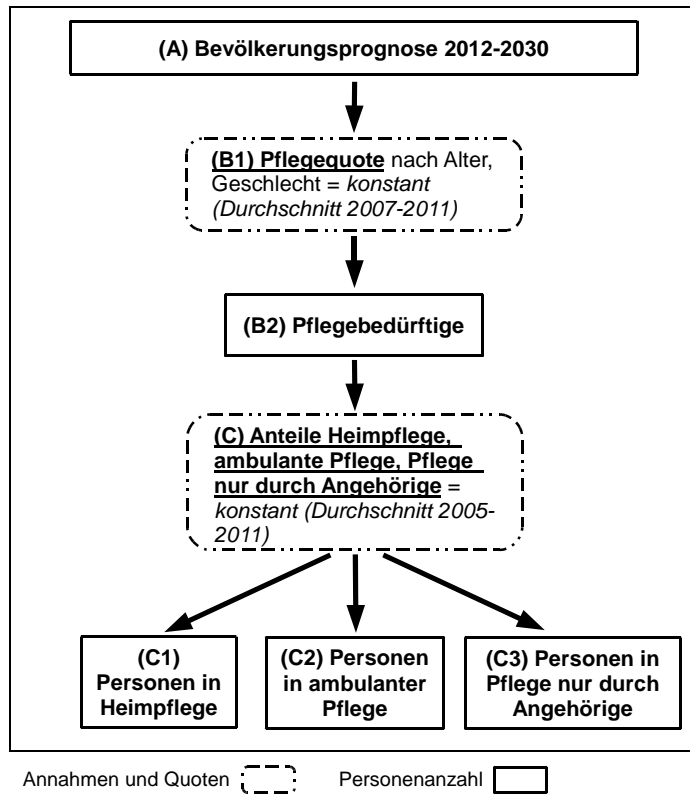 (A) Bevölkerungsprognose 2012-2030
(B1) Pflegequote nach Alter,
Geschlecht = konstant
(Durchschnitt 2007-2011)
(B2) Pflegebedürftige
(C) Anteile Heimpflege,
ambulante Pflege, Pflege
nur durch Angehörige =
konstant (Durchschnitt 2005-
2011)
(C1)
Personen in
Heimpflege
(C2) Personen
in ambulanter
Pflege
(C3) Personen in
Pflege nur durch
Angehörige
Annahmen und Quoten
Personenanzahl